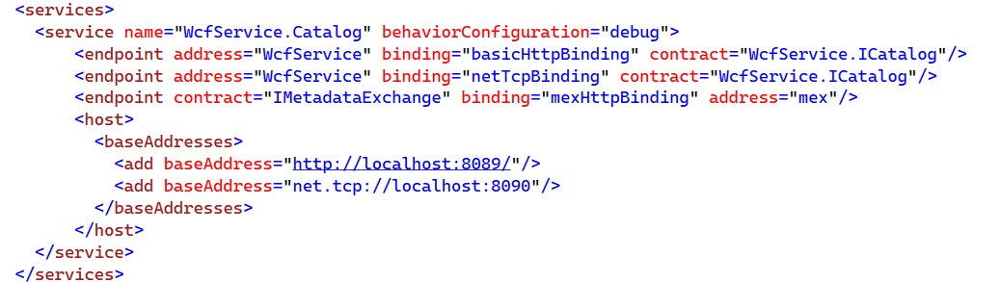 <services>
<service name="WcfService.Catalog" behaviorConfiguration="debug">
<endpoint address="WcfService" binding="basicHttpBinding" contract="WcfService.ICatalog"/>
<endpoint address="WcfService" binding="netTcpBinding" contract="WcfService.ICatalog"/>
<endpoint contract="IMetadataExchange" binding="mexHttpBinding" address="mex"/>
<host>
<baseAddresses>
<add baseAddress="http://localhost:8089/"/>
<add baseAddress="net.tcp://localhost:8090"/>
</baseAddresses>
</host>
</service>
</services>